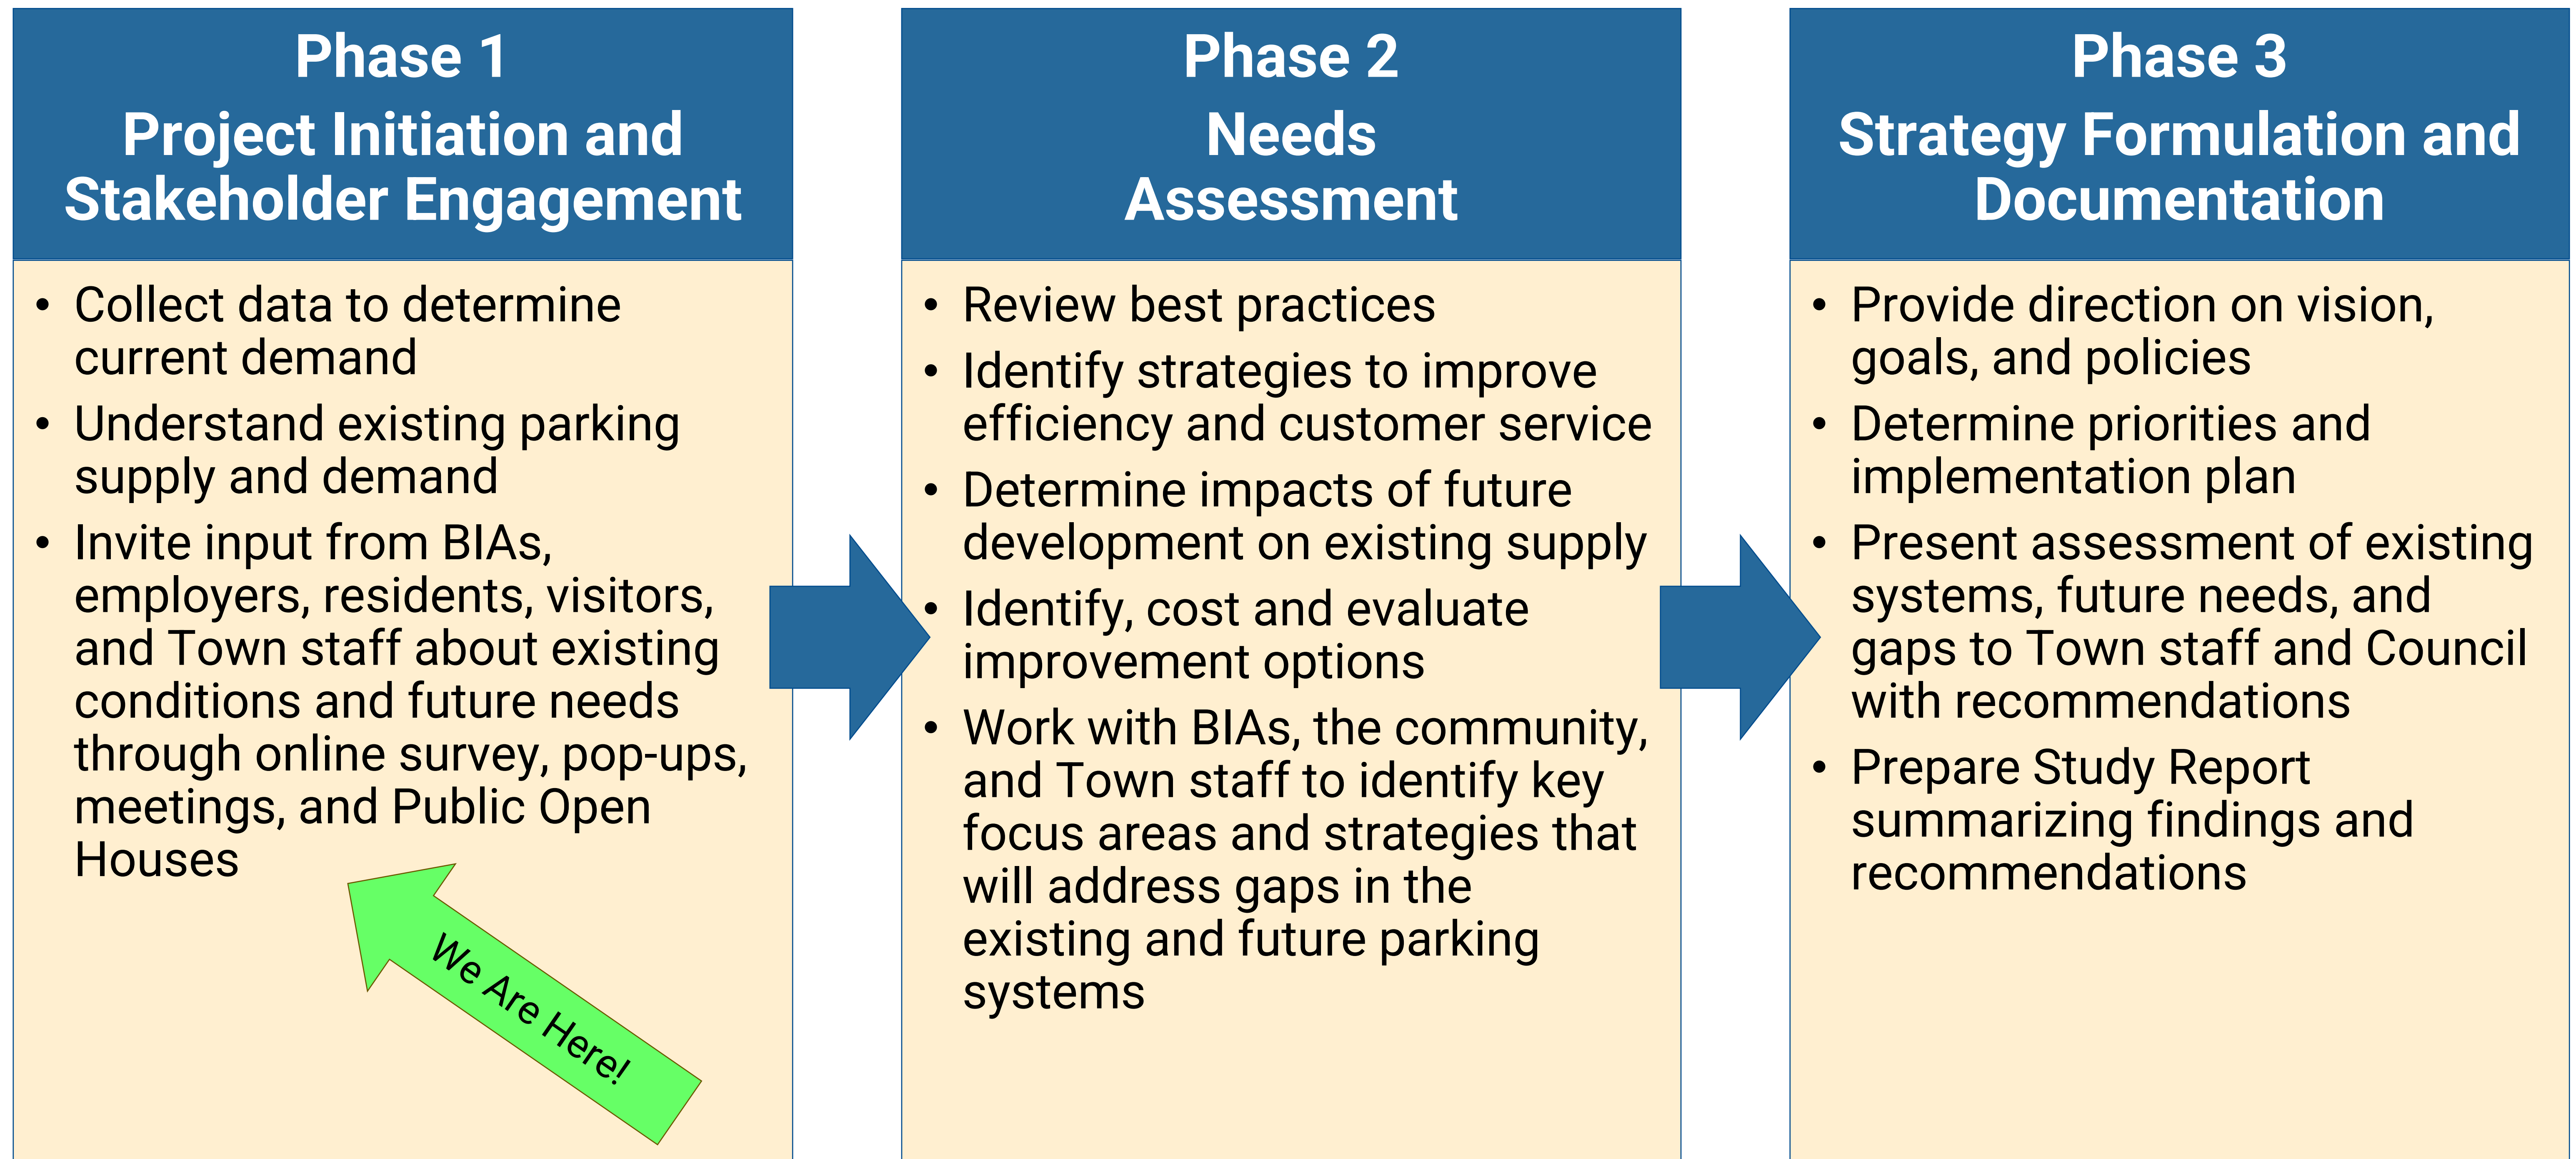 Phase 1
Project Initiation and
Stakeholder Engagement
• Collect data to determine
current demand
• Understand existing parking
supply and demand
• Invite input from BIAs,
employers, residents, visitors,
and Town staff about existing
conditions and future needs
through online survey, pop-ups,
meetings, and Public Open
Houses
We Are Here!
Phase 2
Needs
Assessment
• Review best practices
• Identify strategies to improve
efficiency and customer service
• Determine impacts of future
development on existing supply
• Identify, cost and evaluate
improvement options
• Work with BIAs, the community,
and Town staff to identify key
focus areas and strategies that
will address gaps in the
existing and future parking
systems
Phase 3
Strategy Formulation and
Documentation
• Provide direction on vision,
goals, and policies
• Determine priorities and
implementation plan
• Present assessment of existing
systems, future needs, and
gaps to Town staff and Council
with recommendations
• Prepare Study Report
summarizing findings and
recommendations